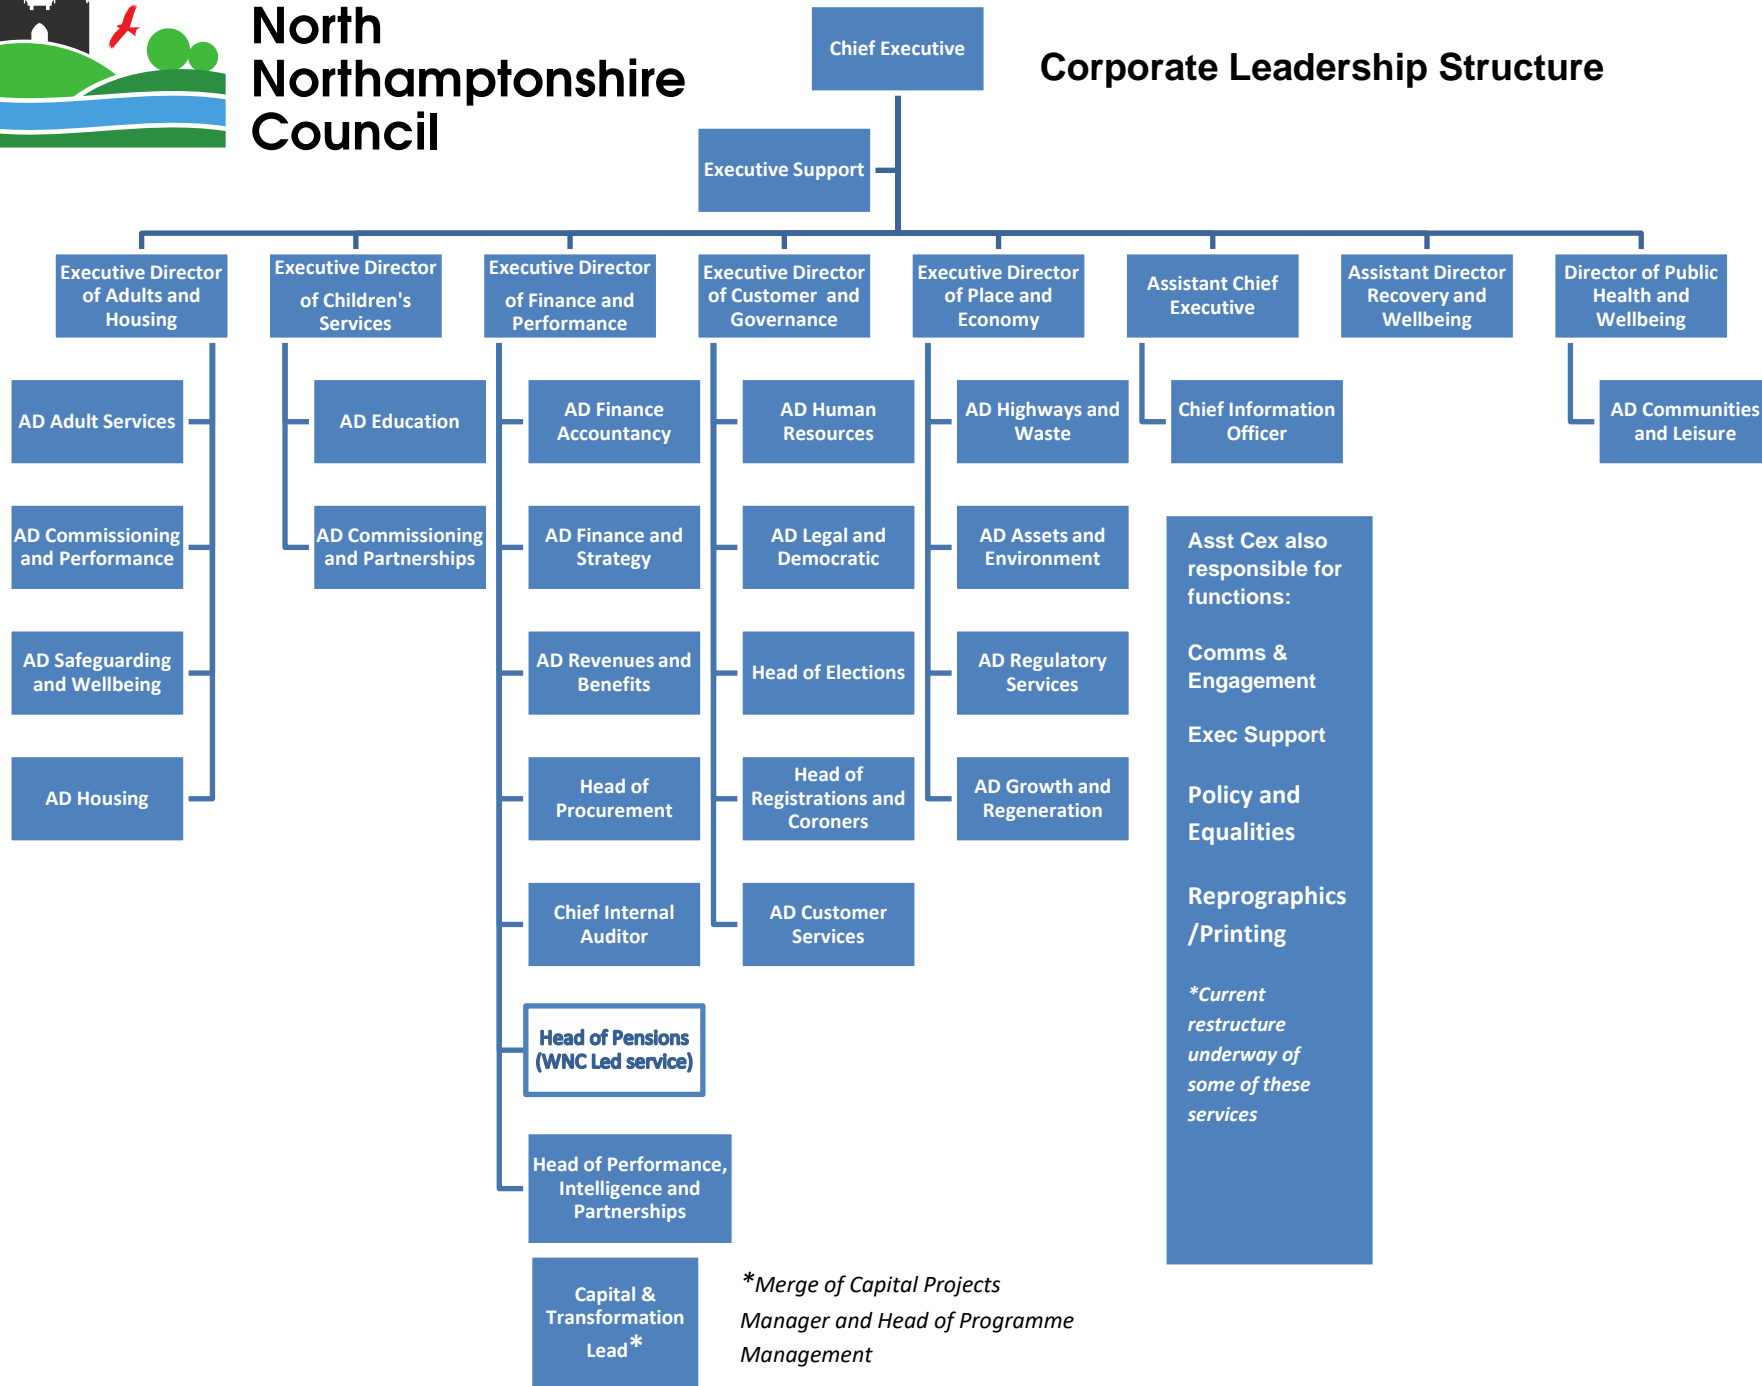 North
Northamptonshire
Council
Chief Executive
Corporate Leadership Structure
Executive Support
Executive Director
of Adults and
Housing
Executive Director
of Children's
Services
Executive Director
of Finance and
Performance
Executive Director
of Customer and
Governance
Executive Director
of Place and
Economy
Assistant Chief
Executive
Assistant Director
Recovery and
Wellbeing
Director of Public
Health and
Wellbeing
AD Adult Services
AD Commissioning
and Performance
AD Safeguarding
and Wellbeing
AD Housing
AD Education
AD Commissioning
and Partnerships
AD Finance
Accountancy
AD Finance and
Strategy
AD Revenues and
Benefits
Head of
Procurement
Chief Internal
Auditor
Head of Pensions
(WNC Led service)
Head of Performance,
Intelligence and
Partnerships
Capital &
Transformation
Lead*
*Merge of Capital Projects
Manager and Head of Programme
Management
AD Human
Resources
AD Legal and
Democratic
Head of Elections
Head of
Registrations and
Coroners
AD Customer
Services
AD Highways and
Waste
AD Assets and
Environment
AD Regulatory
Services
AD Growth and
Regeneration
Chief Information
Officer
Asst Cex also
responsible for
functions:
Comms &
Engagement
Exec Support
Policy and
Equalities
Reprographics
/Printing
*Current
restructure
underway of
some of these
services
AD Communities
and Leisure